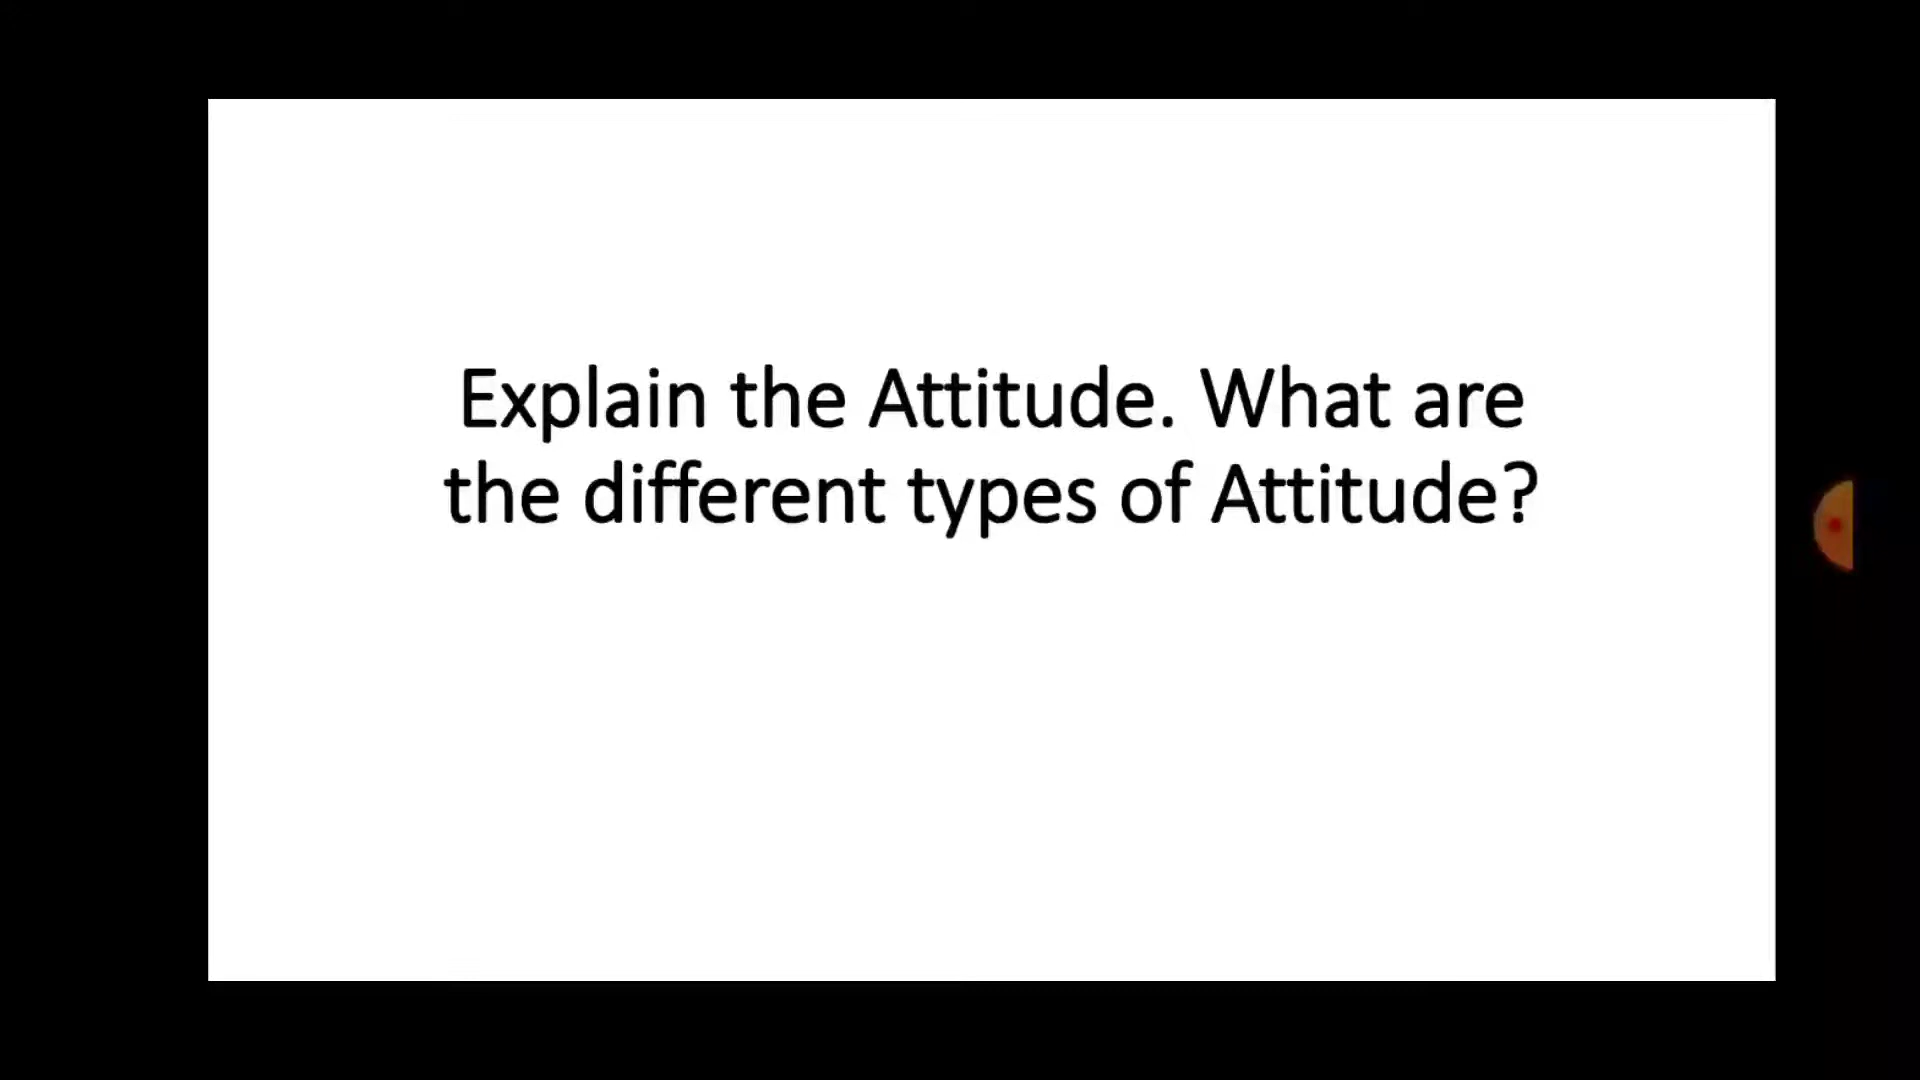 Explain the Attitude. What are
the different types of Attitude?